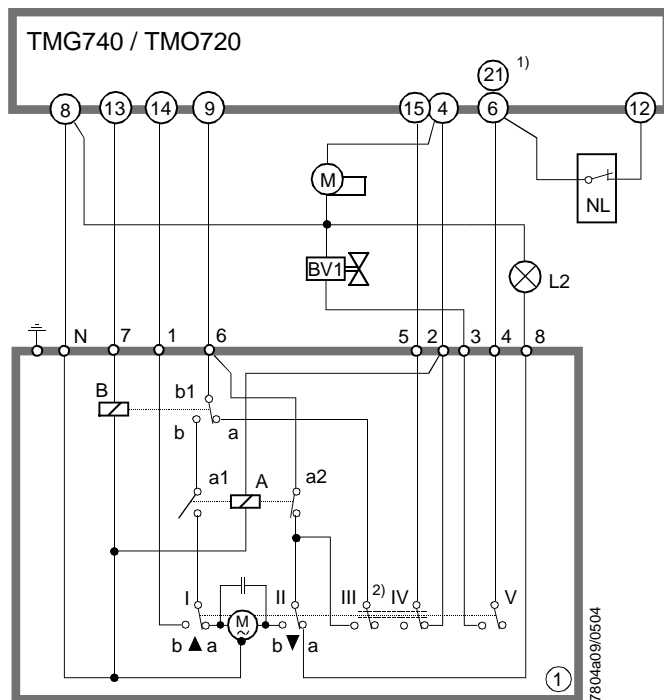 TMG740 / TMO720
21 1)
8 13 14 9 15 4 6 12
M
NL
BV1
L2
N 7 1 6 5 2 3 4 8
B b1
b a
a1 A a2
I II III 2) IV V
M
~
b ▲ a b ▼ a
1
7804a09/0504